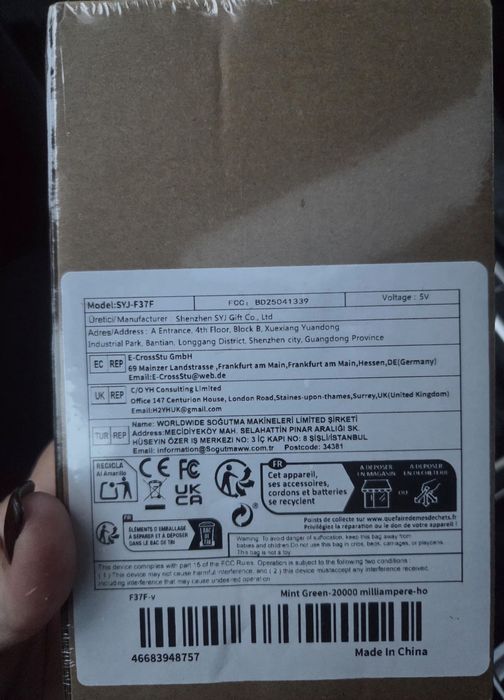 Model:SYJ-F37F FCC: BD25041339 Voltage: 5V
Üretici/Manufacturer: Shenzhen SYJ Gift Co., Ltd
Adres/Address: A Entrance, 4th Floor, Block B, Xuexiang Yuandong
Industrial Park, Bantian, Longgang District, Shenzhen city, Guangdong Province
EC REP E-CrossStu GmbH
69 Mainzer Landstrasse ,Frankfurt am Main,Frankfurt am Main,Hessen,DE(Germany)
Email:E-CrossStu@web.de
UK REP C/O YH Consulting Limited
Office 147 Centurion House, London Road,Staines-upon-thames,Surrey,UK(United Kingdom)
Email:H2YHUK@gmail.com
TUR REP Name: WORLDWIDE SOĞUTMA MAKİNELERİ LİMİTED ŞİRKETİ
Address:MECİDİYEKÖY MAH. SELAHATTİN PINAR ARALIĞI SK.
HÜSEYİN ÖZER İŞ MERKEZİ NO: 3 İÇ KAPI NO: 8 ŞİŞLİ/İSTANBUL
Email: information@Sogutmaww.com.tr Postcode: 34381
RECICLA
Al Amarillo
CE FC
UK
CA
FR
Cet appareil,
ses accessoires,
cordons et batteries
se recyclent
À DÉPOSER
EN MAGASIN
OU
À DÉPOSER
EN DÉCHÈTERIE
Points de collecte sur www.quefairedemesdechets.fr
Privilégiez la réparation ou le don de votre appareil !
FR
ÉLÉMENTS D'EMBALLAGE
À SÉPARER ET À DÉPOSER
DANS LE BAC DE TRI
BAC
DE
TRI
Warning: To avoid danger of suffocation, keep this bag away from
babies and children Do not use this bag in cribs, beds, carriages, or playpens.
This bag is not a toy
This device complies with part 15 of the FCC Rules. Operation is subject to the following two conditions:
(1) This device may not cause harmful interference, and (2) this device must accept any interference received,
including interference that may cause undesired operation
F37F-v Mint Green-20000 milliampere-ho
46683948757 Made In China